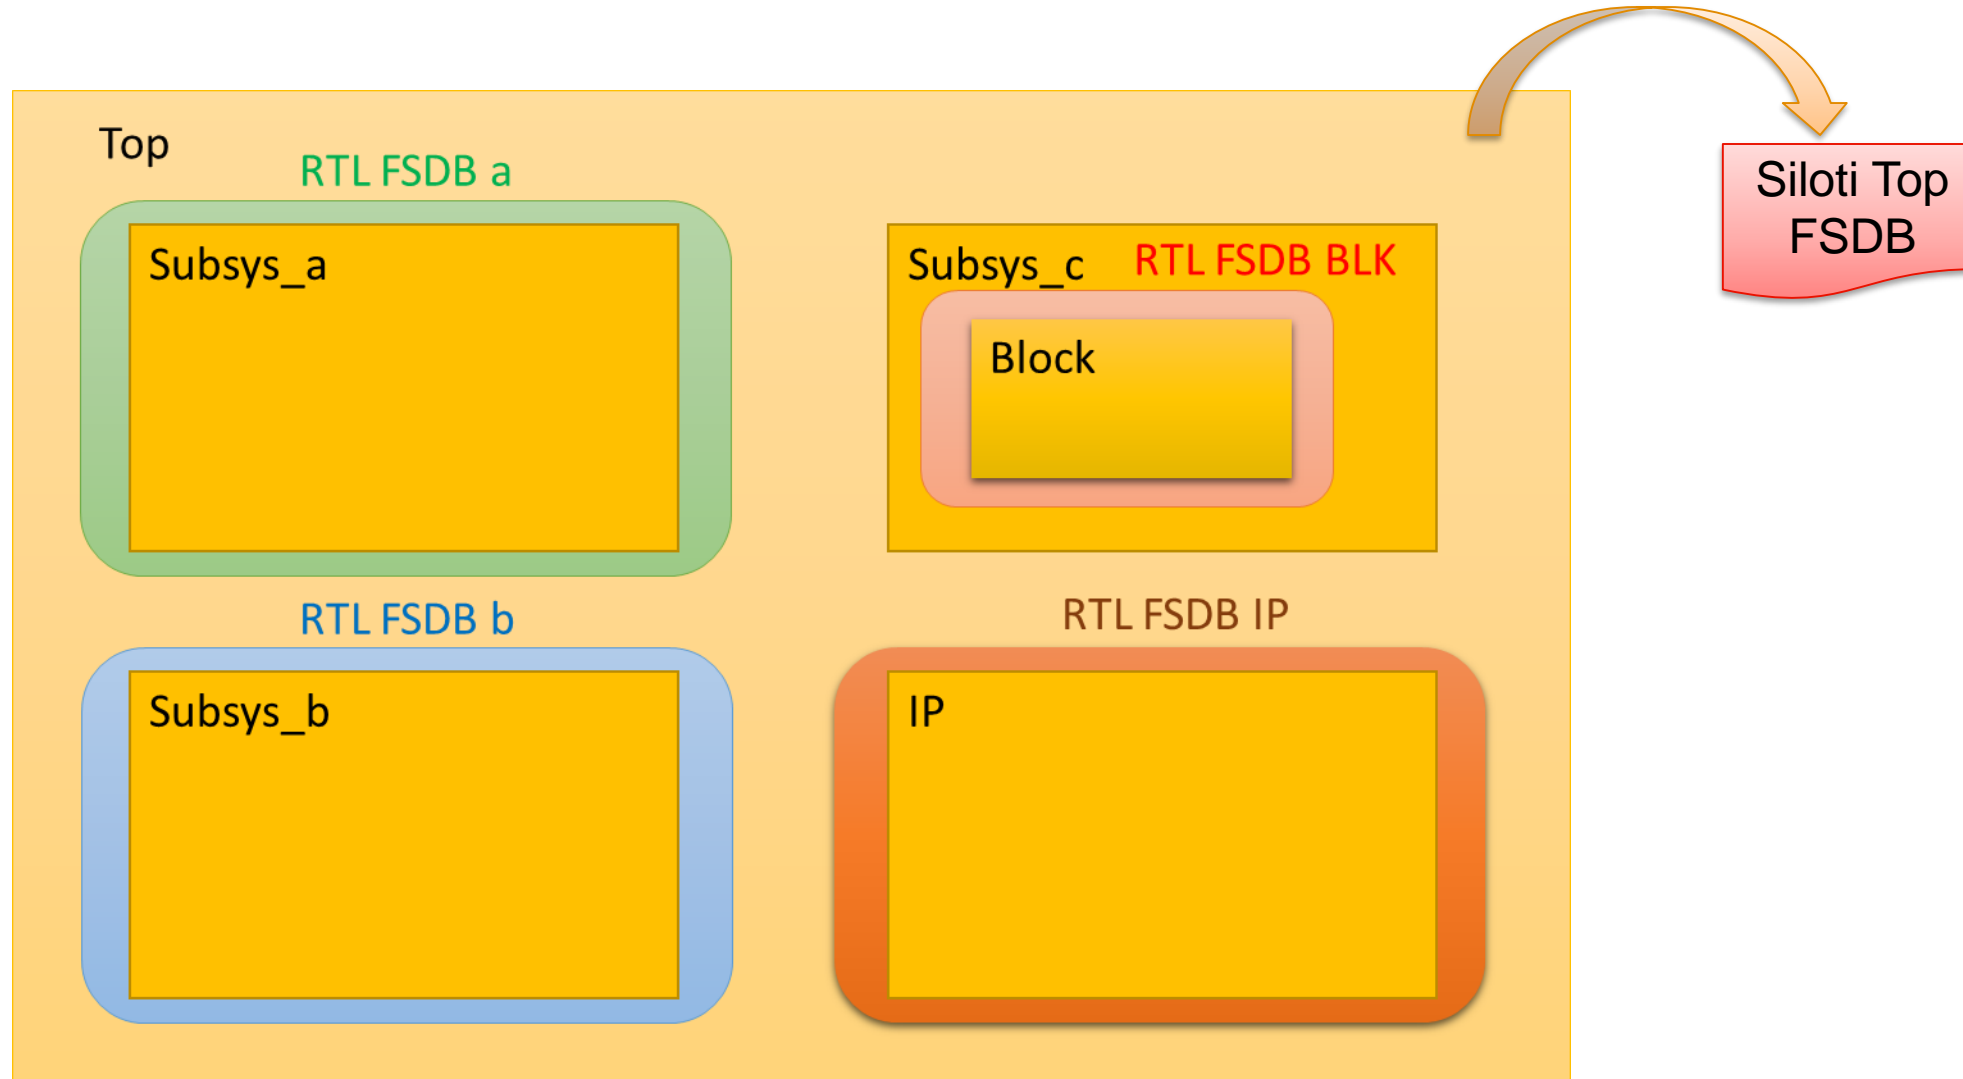 Top
RTL FSDB a
Subsys_a
Subsys_c
RTL FSDB BLK
Block
Siloti Top
FSDB
RTL FSDB b
Subsys_b
RTL FSDB IP
IP